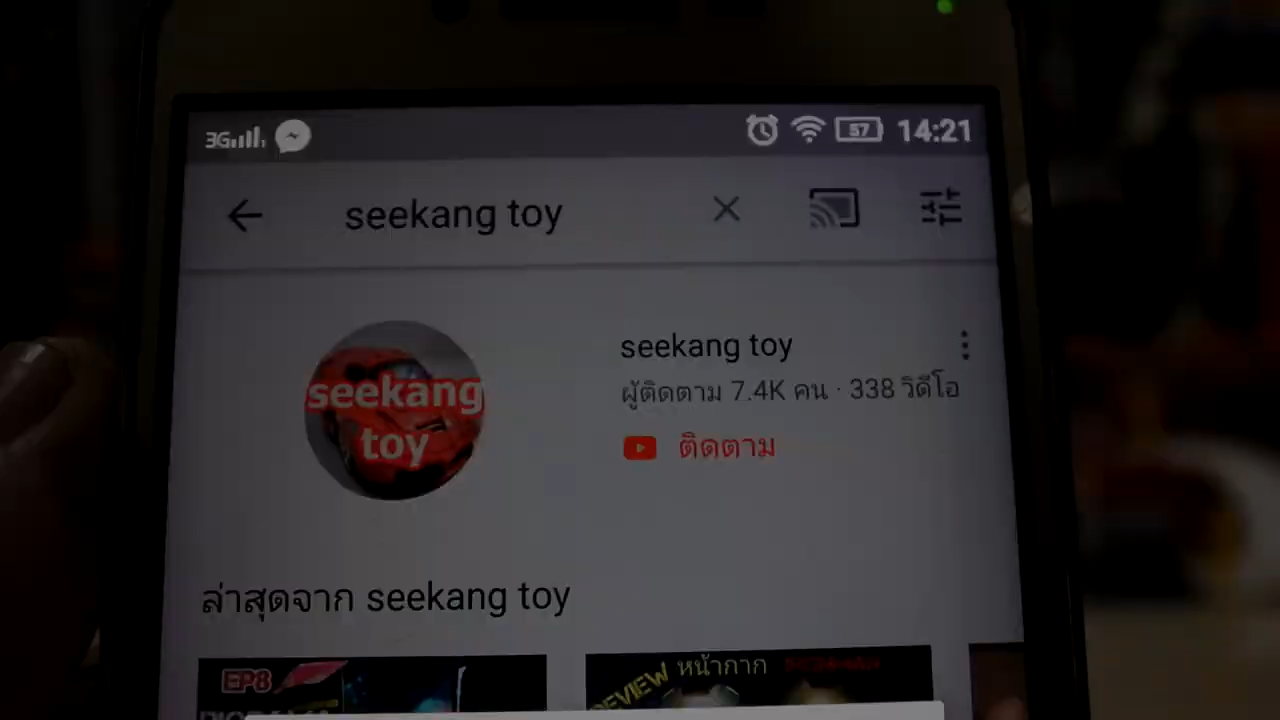 3G 57 14:21
seekang toy
seekang
toy
seekang toy
ผู้ติดตาม 7.4K คน · 338 วิดีโอ
ติดตาม
ล่าสุดจาก seekang toy
EP8
REVIEW หน้ากาก